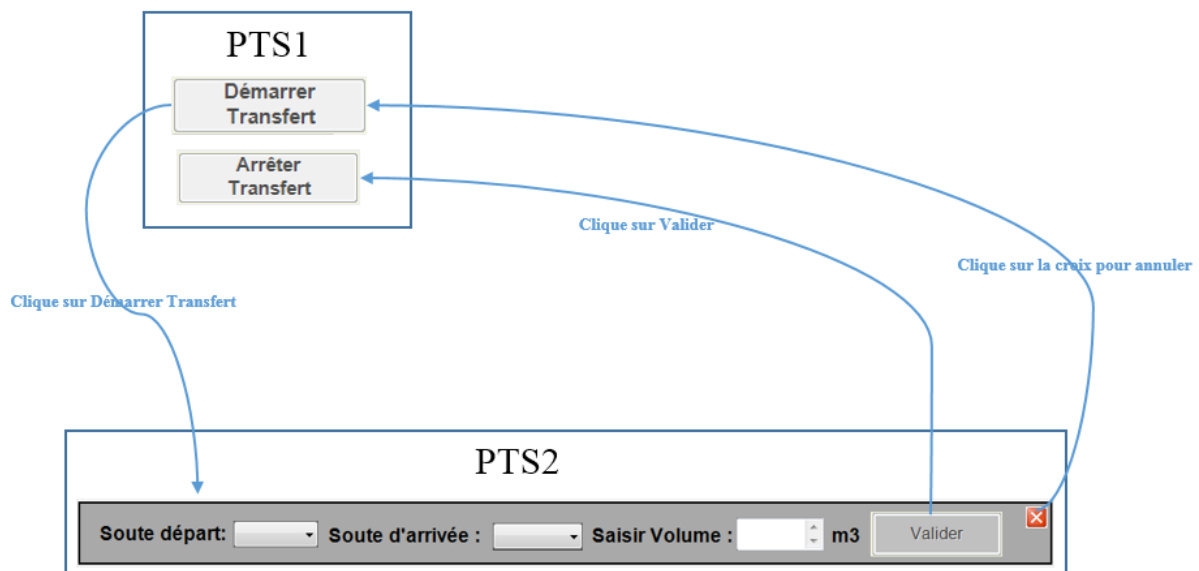 PTS1
Démarrer
Transfert
Arrêter
Transfert
Clique sur Valider
Clique sur la croix pour annuler
Clique sur Démarrer Transfert
PTS2
Soute départ: Soute d'arrivée : Saisir Volume : m3 Valider